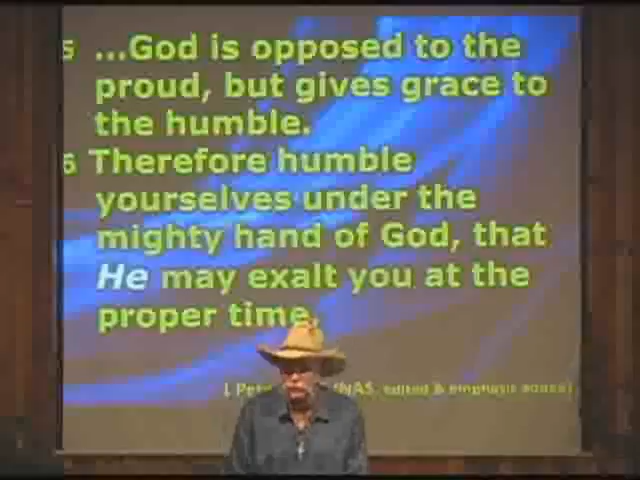 5 ...God is opposed to the
proud, but gives grace to
the humble.
6 Therefore humble
yourselves under the
mighty hand of God, that
He may exalt you at the
proper time.
NAS, edited & emphasis added)